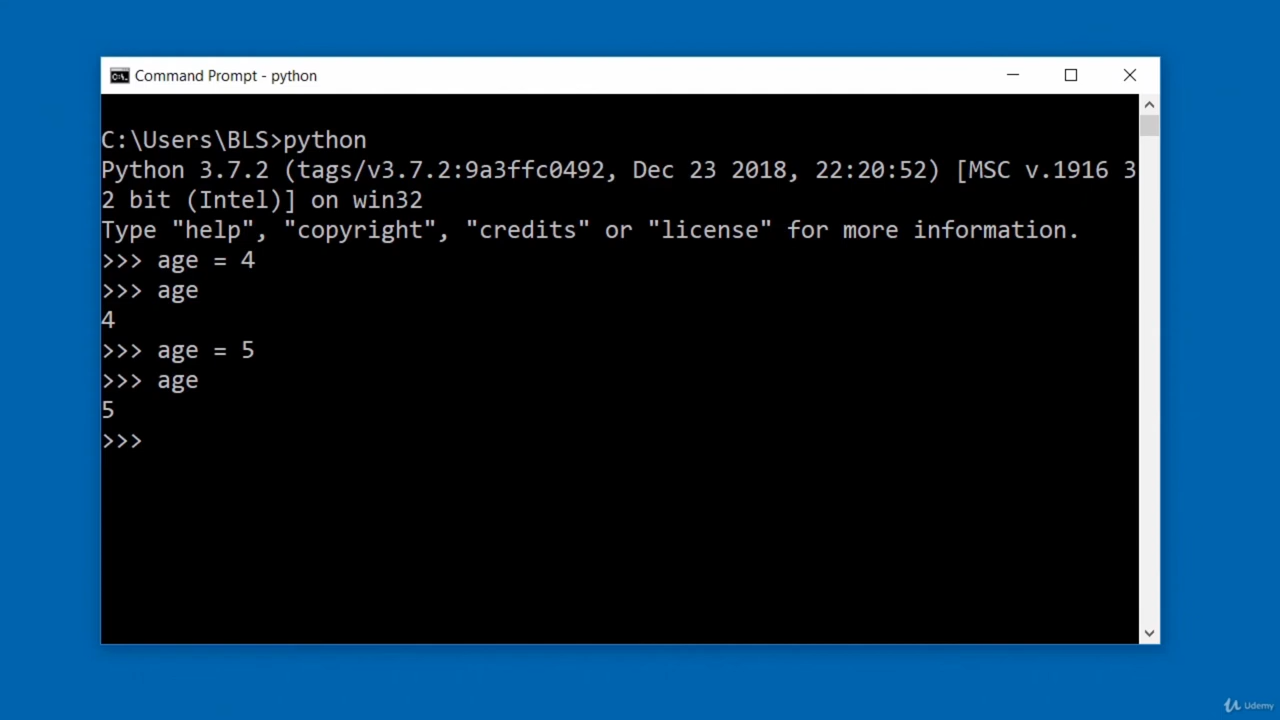 Command Prompt - python
C:\Users\BLS>python
Python 3.7.2 (tags/v3.7.2:9a3ffc0492, Dec 23 2018, 22:20:52) [MSC v.1916 3
2 bit (Intel)] on win32
Type "help", "copyright", "credits" or "license" for more information.
>>> age = 4
>>> age
4
>>> age = 5
>>> age
5
>>>
Udemy